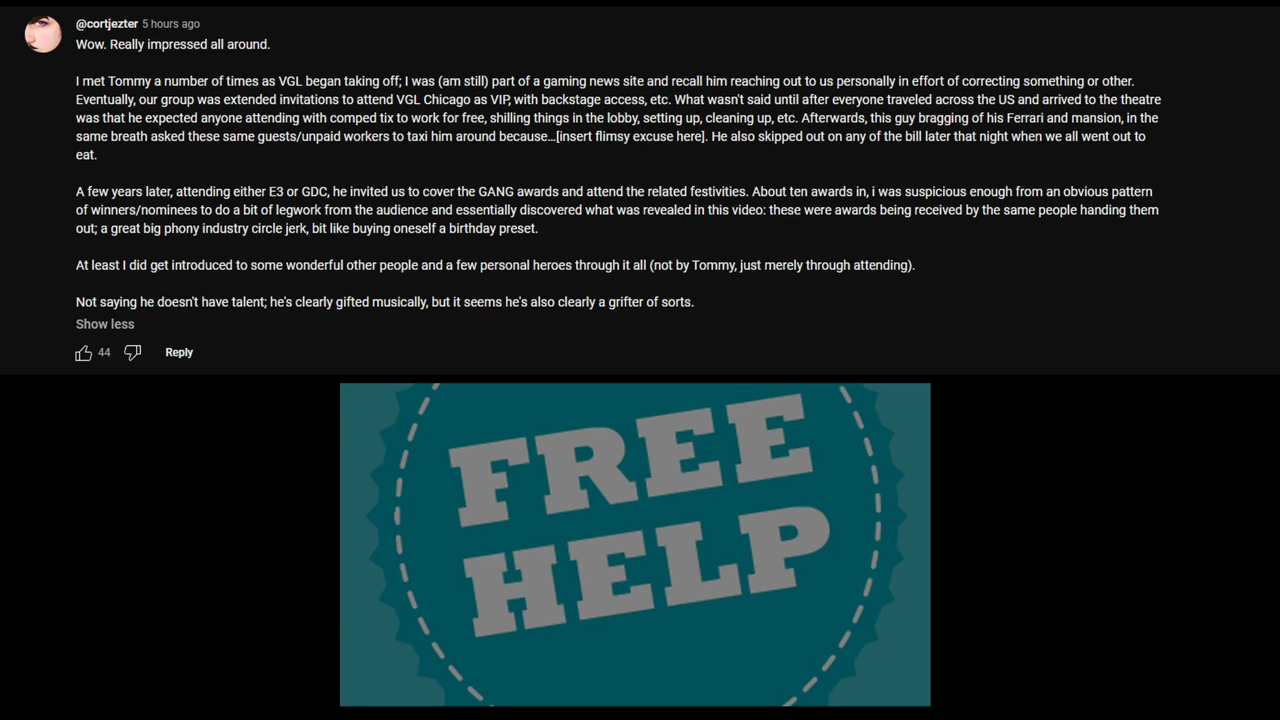 @cortjezter 5 hours ago
Wow. Really impressed all around.
I met Tommy a number of times as VGL began taking off; I was (am still) part of a gaming news site and recall him reaching out to us personally in effort of correcting something or other.
Eventually, our group was extended invitations to attend VGL Chicago as VIP, with backstage access, etc. What wasn't said until after everyone traveled across the US and arrived to the theatre
was that he expected anyone attending with comped tix to work for free, shilling things in the lobby, setting up, cleaning up, etc. Afterwards, this guy bragging of his Ferrari and mansion, in the
same breath asked these same guests/unpaid workers to taxi him around because...[insert flimsy excuse here]. He also skipped out on any of the bill later that night when we all went out to
eat.
A few years later, attending either E3 or GDC, he invited us to cover the GANG awards and attend the related festivities. About ten awards in, i was suspicious enough from an obvious pattern
of winners/nominees to do a bit of legwork from the audience and essentially discovered what was revealed in this video: these were awards being received by the same people handing them
out; a great big phony industry circle jerk, bit like buying oneself a birthday preset.
At least I did get introduced to some wonderful other people and a few personal heroes through it all (not by Tommy, just merely through attending).
Not saying he doesn't have talent; he's clearly gifted musically, but it seems he's also clearly a grifter of sorts.
Show less
44 Reply
FREE
HELP